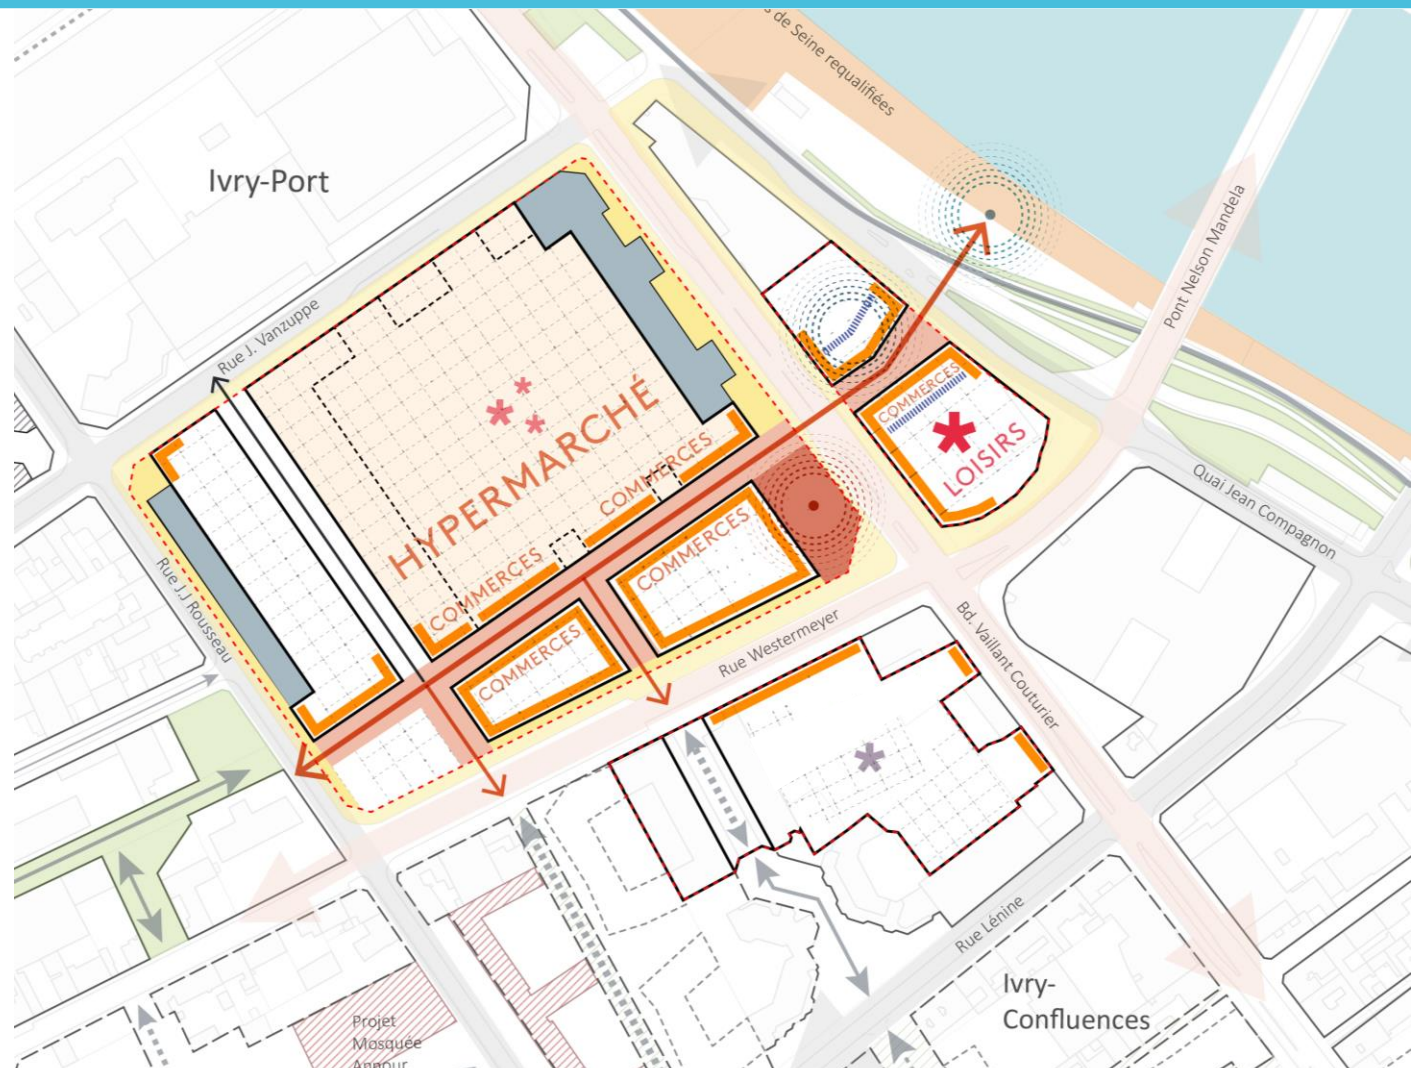 de Seine requalifiées
Ivry-Port
Pont Nelson Mandela
Rue J. Vanzuppe
COMMERCES
LOISIRS
HYPERMARCHÉ
COMMERCES
COMMERCES
COMMERCES
COMMERCES
Quai Jean Compagnon
Rue J.J Rousseau
Rue Westermeyer
Bd. Vaillant Couturier
Rue Lénine
Ivry-
Confluences
Projet
Mosquée
Annour